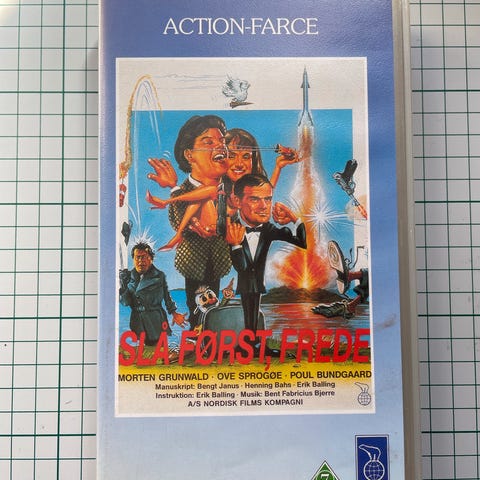 ACTION-FARCE
SLÅ FØRST, FREDE
MORTEN GRUNWALD · OVE SPROGØE · POUL BUNDGAARD
Manuskript: Bengt Janus · Henning Bahs · Erik Balling
Instruktion: Erik Balling · Musik: Bent Fabricius Bjerre
A/S NORDISK FILMS KOMPAGNI
7